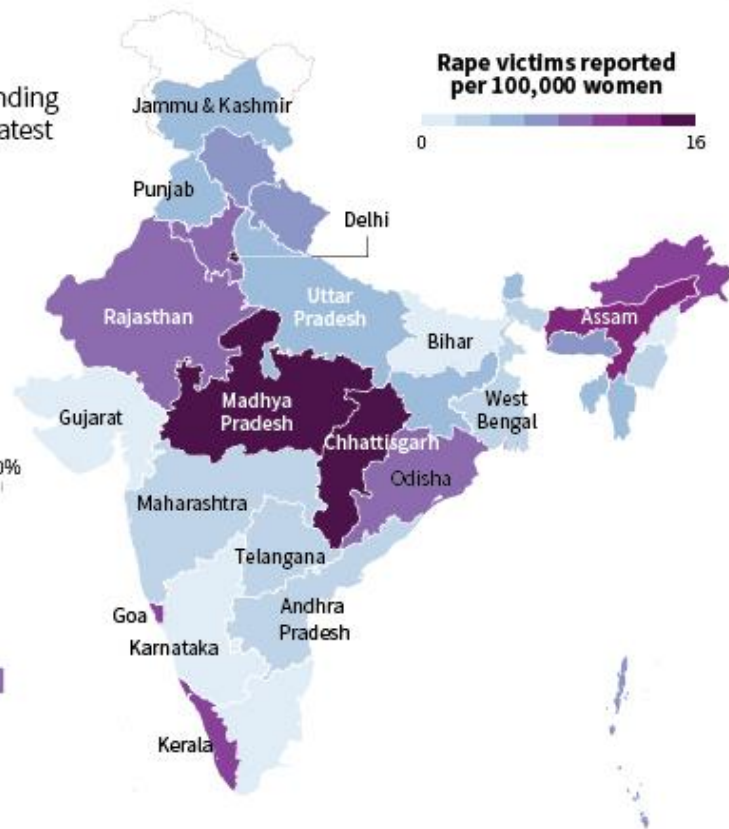 nding
atest
Rape victims reported
per 100,000 women
0
16
Jammu & Kashmir
Punjab
Delhi
Rajasthan
Uttar
Pradesh
Assam
Bihar
Gujarat
Madhya
Pradesh
West
Bengal
Chhattisgarh
0%
Odisha
Maharashtra
Telangana
Goa
Andhra
Pradesh
Karnataka
Kerala